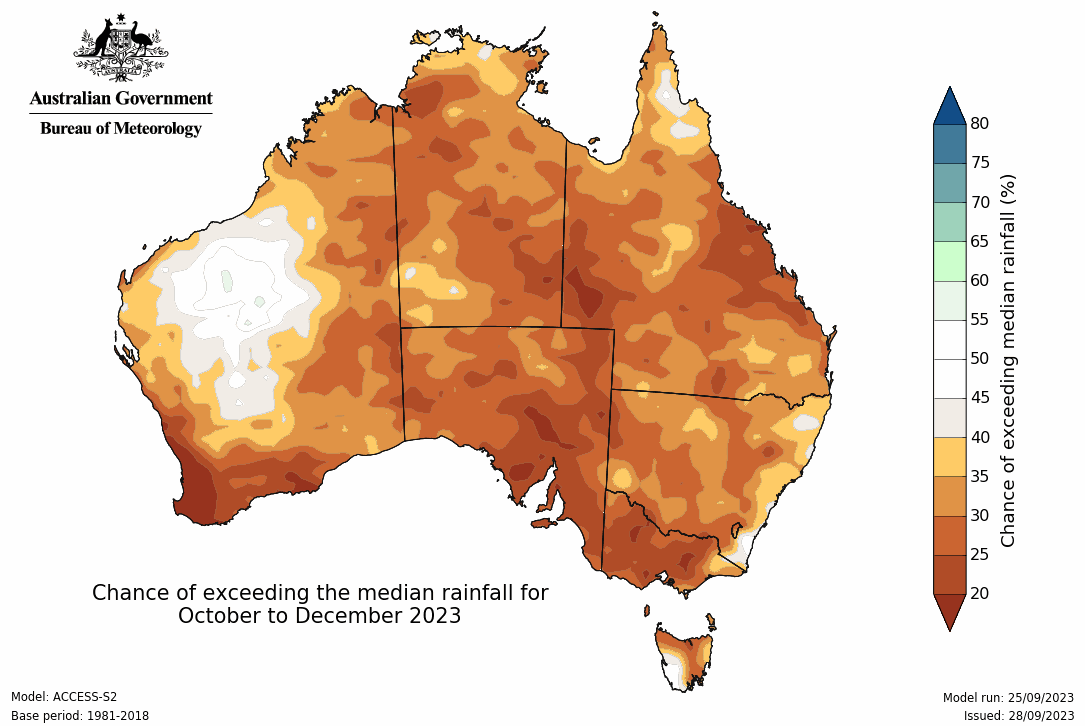 Australian Government
Bureau of Meteorology
80
75
70
65
60
55
50
45
40
35
30
25
20
Chance of exceeding median rainfall (%)
Chance of exceeding the median rainfall for
October to December 2023
Model: ACCESS-S2
Base period: 1981-2018
Model run: 25/09/2023
Issued: 28/09/2023